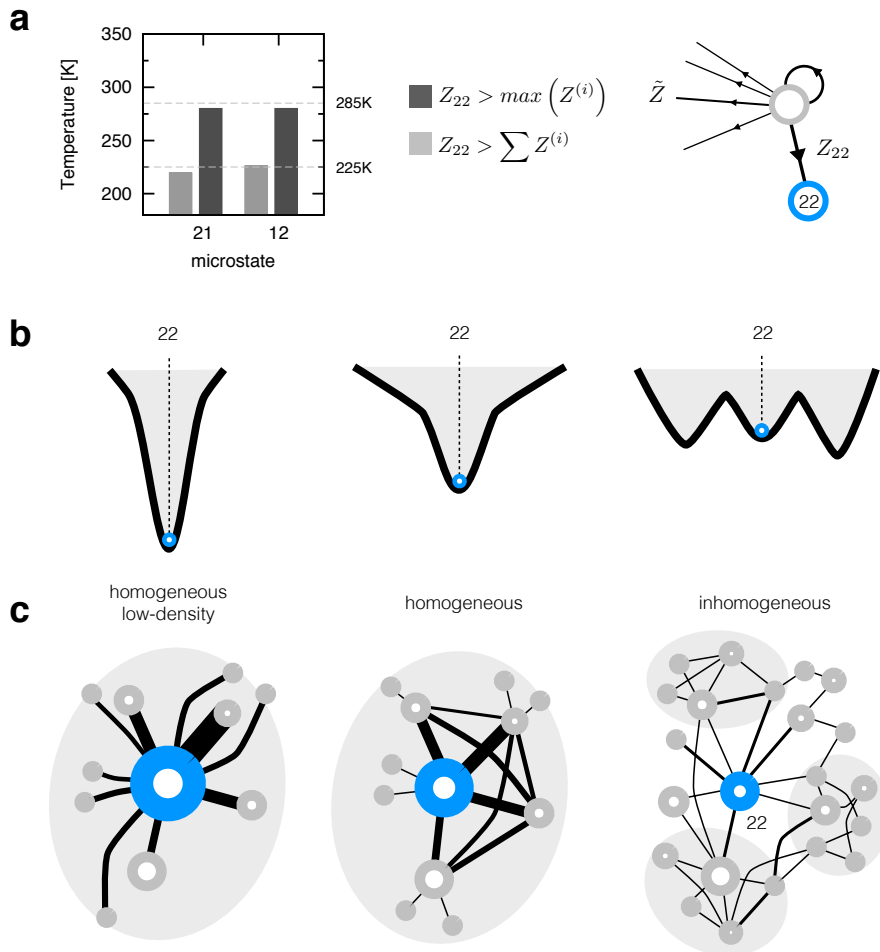 a
350
300
250
200
Temperature [K]
285K
225K
21 12
microstate
Z₂₂ > max (Z⁽ⁱ⁾)
Z₂₂ > ∑ Z⁽ⁱ⁾
Z̃
Z₂₂
22
b
22 22 22
homogeneous
low-density
homogeneous
inhomogeneous
c
22